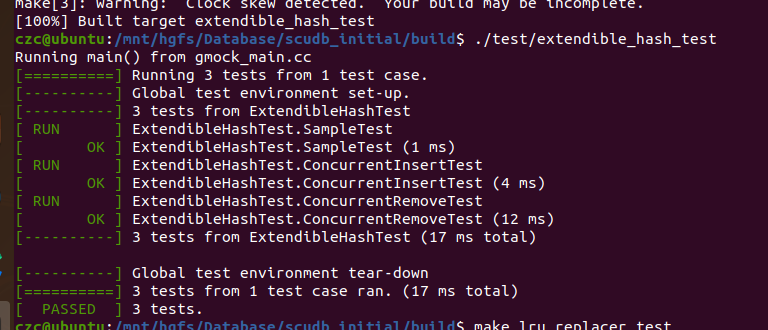 make[3]: Warning:  Clock skew detected.  Your build may be incomplete.
[100%] Built target extendible_hash_test
czc@ubuntu:/mnt/hgfs/Database/scudb_initial/build$ ./test/extendible_hash_test
Running main() from gmock_main.cc
[==========] Running 3 tests from 1 test case.
[----------] Global test environment set-up.
[----------] 3 tests from ExtendibleHashTest
[ RUN      ] ExtendibleHashTest.SampleTest
[       OK ] ExtendibleHashTest.SampleTest (1 ms)
[ RUN      ] ExtendibleHashTest.ConcurrentInsertTest
[       OK ] ExtendibleHashTest.ConcurrentInsertTest (4 ms)
[ RUN      ] ExtendibleHashTest.ConcurrentRemoveTest
[       OK ] ExtendibleHashTest.ConcurrentRemoveTest (12 ms)
[----------] 3 tests from ExtendibleHashTest (17 ms total)

[----------] Global test environment tear-down
[==========] 3 tests from 1 test case ran. (17 ms total)
[  PASSED  ] 3 tests.
czc@ubuntu:/mnt/hgfs/Database/scudb_initial/build$ make lru_replacer_test